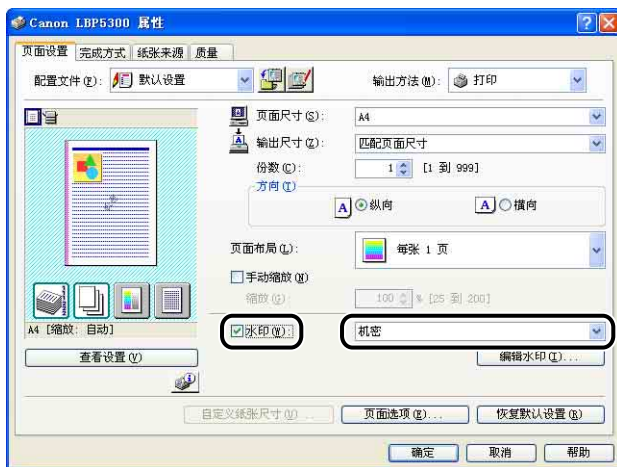 Canon LBP5300 属性
页面设置 完成方式 纸张来源 质量
配置文件(F): 默认设置 输出方法(M): 打印
页面尺寸(S): A4
输出尺寸(Z): 匹配页面尺寸
份数(C): 1 [1 到 999]
方向(T)
A 纵向 A 横向
页面布局(L): 每张 1 页
手动缩放(N)
缩放(G): 100 % [25 到 200]
A4 [缩放: 自动]
水印(W): 机密
查看设置(V) 编辑水印(I)...
自定义纸张尺寸(U)... 页面选项(E)... 恢复默认设置(R)
确定 取消 帮助